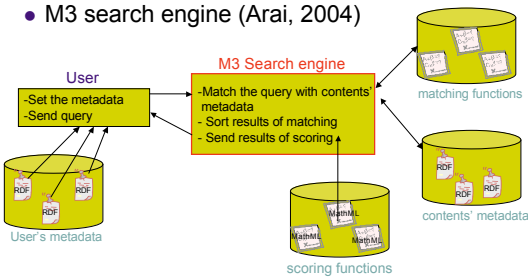 • M3 search engine (Arai, 2004)
User
-Set the metadata
-Send query
M3 Search engine
-Match the query with contents'
metadata
- Sort results of matching
- Send results of scoring
matching functions
RDF
RDF
RDF
User's metadata
MathML
MathML
MathML
scoring functions
RDF
RDF
RDF
contents' metadata